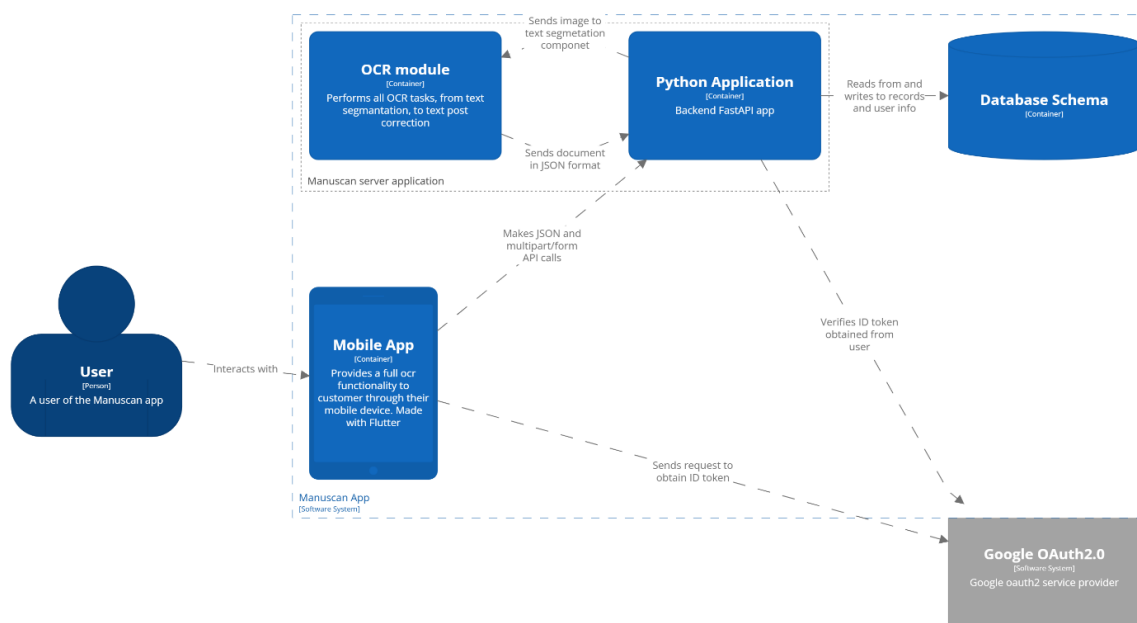 Sends image to
text segmetation
componet
OCR module
[Container]
Performs all OCR tasks, from text
segmantation, to text post
correction
Python Application
[Container]
Backend FastAPI app
Reads from and
writes to records
and user info
Database Schema
[Container]
Sends document
in JSON format
Manuscan server application
Makes JSON and
multipart/form
API calls
Verifies ID token
obtained from
user
Mobile App
[Container]
Provides a full ocr
functionality to
customer through their
mobile device. Made
with Flutter
User
[Person]
A user of the Manuscan app
Interacts with
Sends request to
obtain ID token
Manuscan App
[Software System]
Google OAuth2.0
[Software System]
Google oauth2 service provider